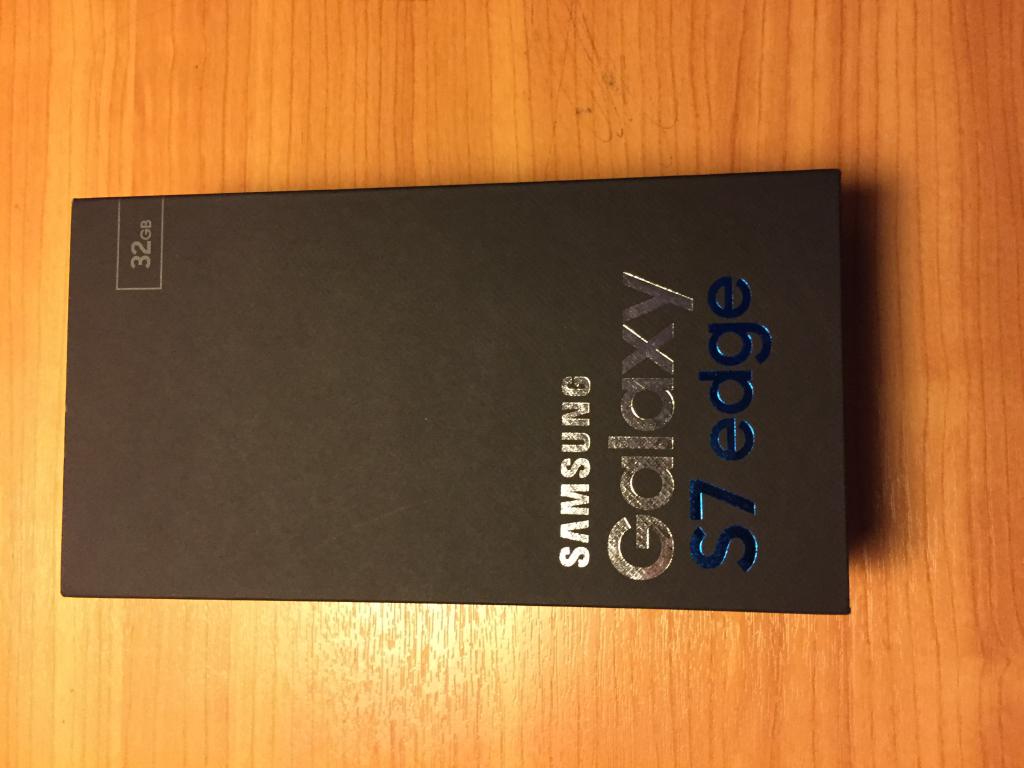 32GB
SAMSUNG
Galaxy
S7 edge